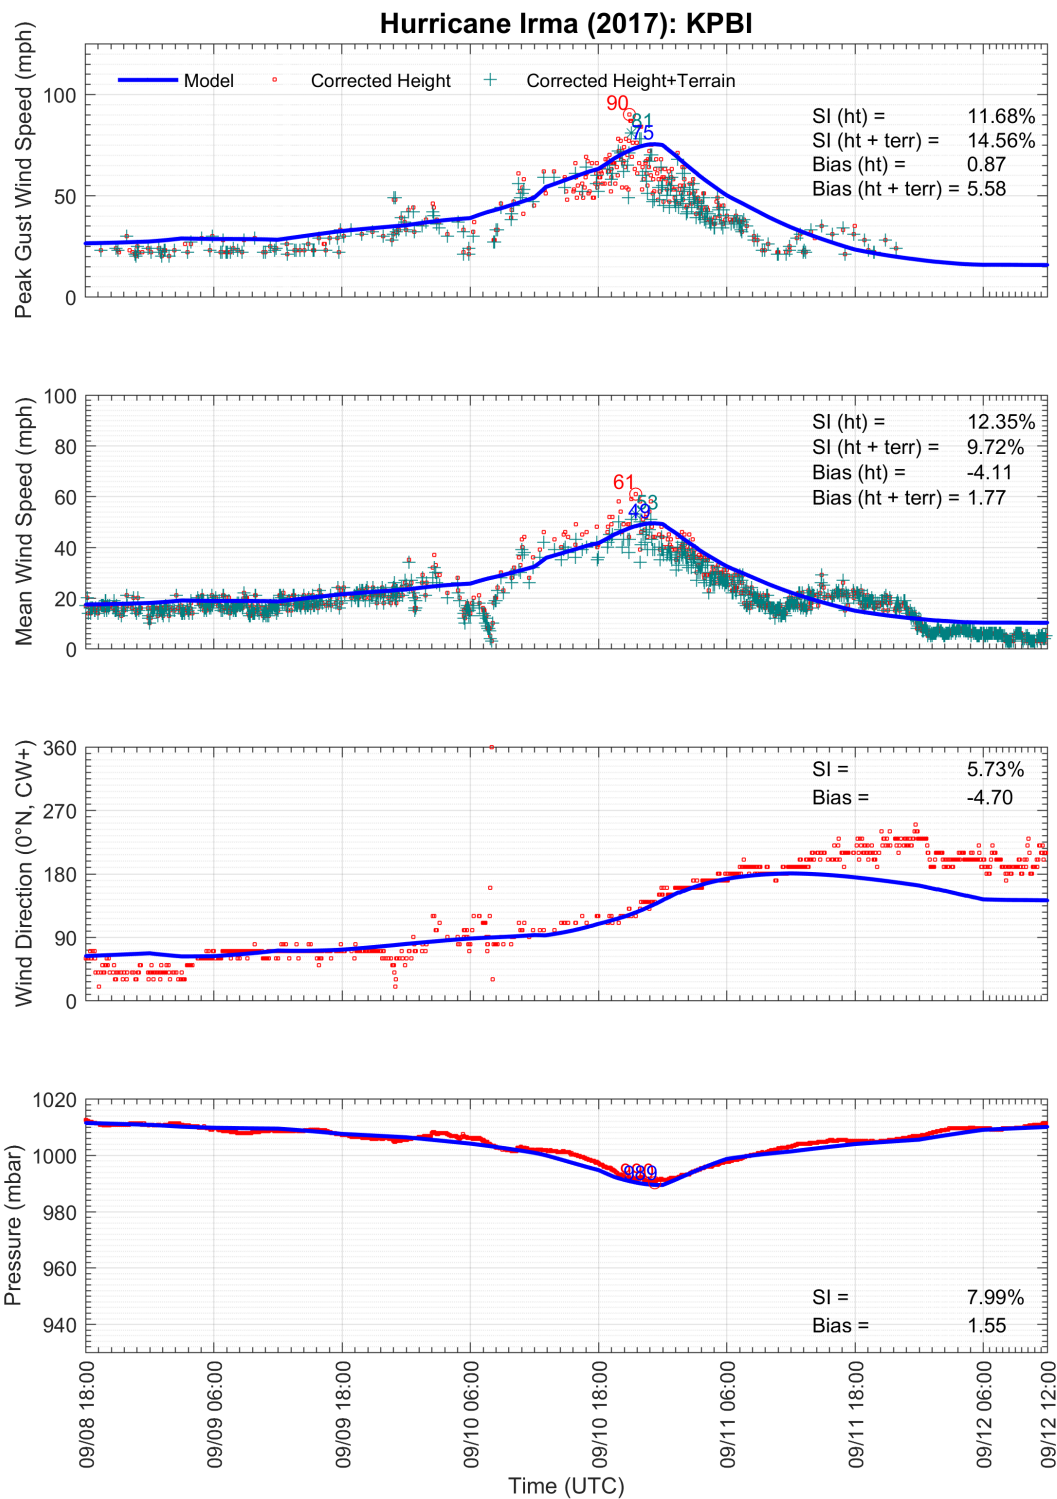 Hurricane Irma (2017): KPBI
Peak Gust Wind Speed (mph)
100
50
0
Model
Corrected Height
Corrected Height+Terrain
90
81
75
SI (ht) = 11.68%
SI (ht + terr) = 14.56%
Bias (ht) = 0.87
Bias (ht + terr) = 5.58
Mean Wind Speed (mph)
100
80
60
40
20
0
61
53
49
SI (ht) = 12.35%
SI (ht + terr) = 9.72%
Bias (ht) = -4.11
Bias (ht + terr) = 1.77
Wind Direction (0°N, CW+)
360
270
180
90
0
SI = 5.73%
Bias = -4.70
Pressure (mbar)
1020
1000
980
960
940
989
SI = 7.99%
Bias = 1.55
09/08 18:00
09/09 06:00
09/09 18:00
09/10 06:00
09/10 18:00
09/11 06:00
09/11 18:00
09/12 06:00
09/12 12:00
Time (UTC)